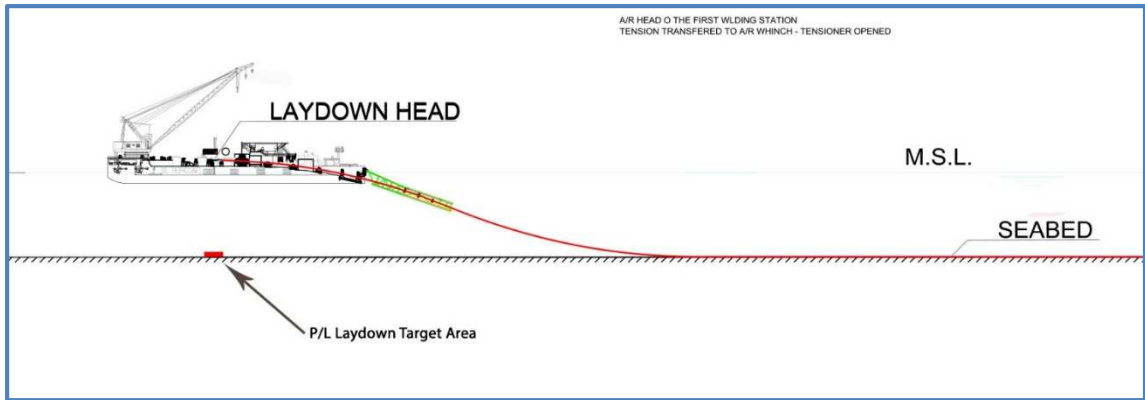 A/R HEAD O THE FIRST WLDING STATION
TENSION TRANSFERED TO A/R WHINCH - TENSIONER OPENED
LAYDOWN HEAD
M.S.L.
SEABED
P/L Laydown Target Area